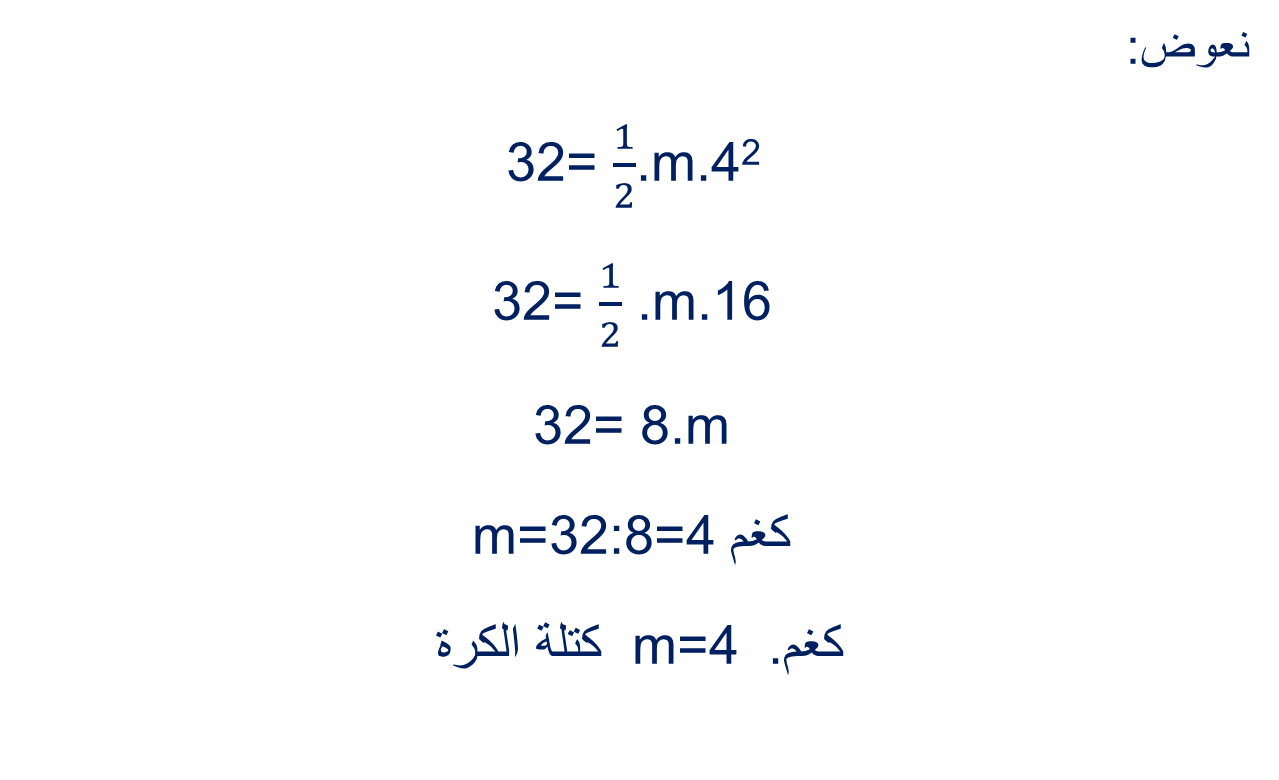 نعوض:
32= 1/2.m.4²
32= 1/2 .m.16
32= 8.m
m=32:8=4 كغم
كتلة الكرة m=4 كغم.